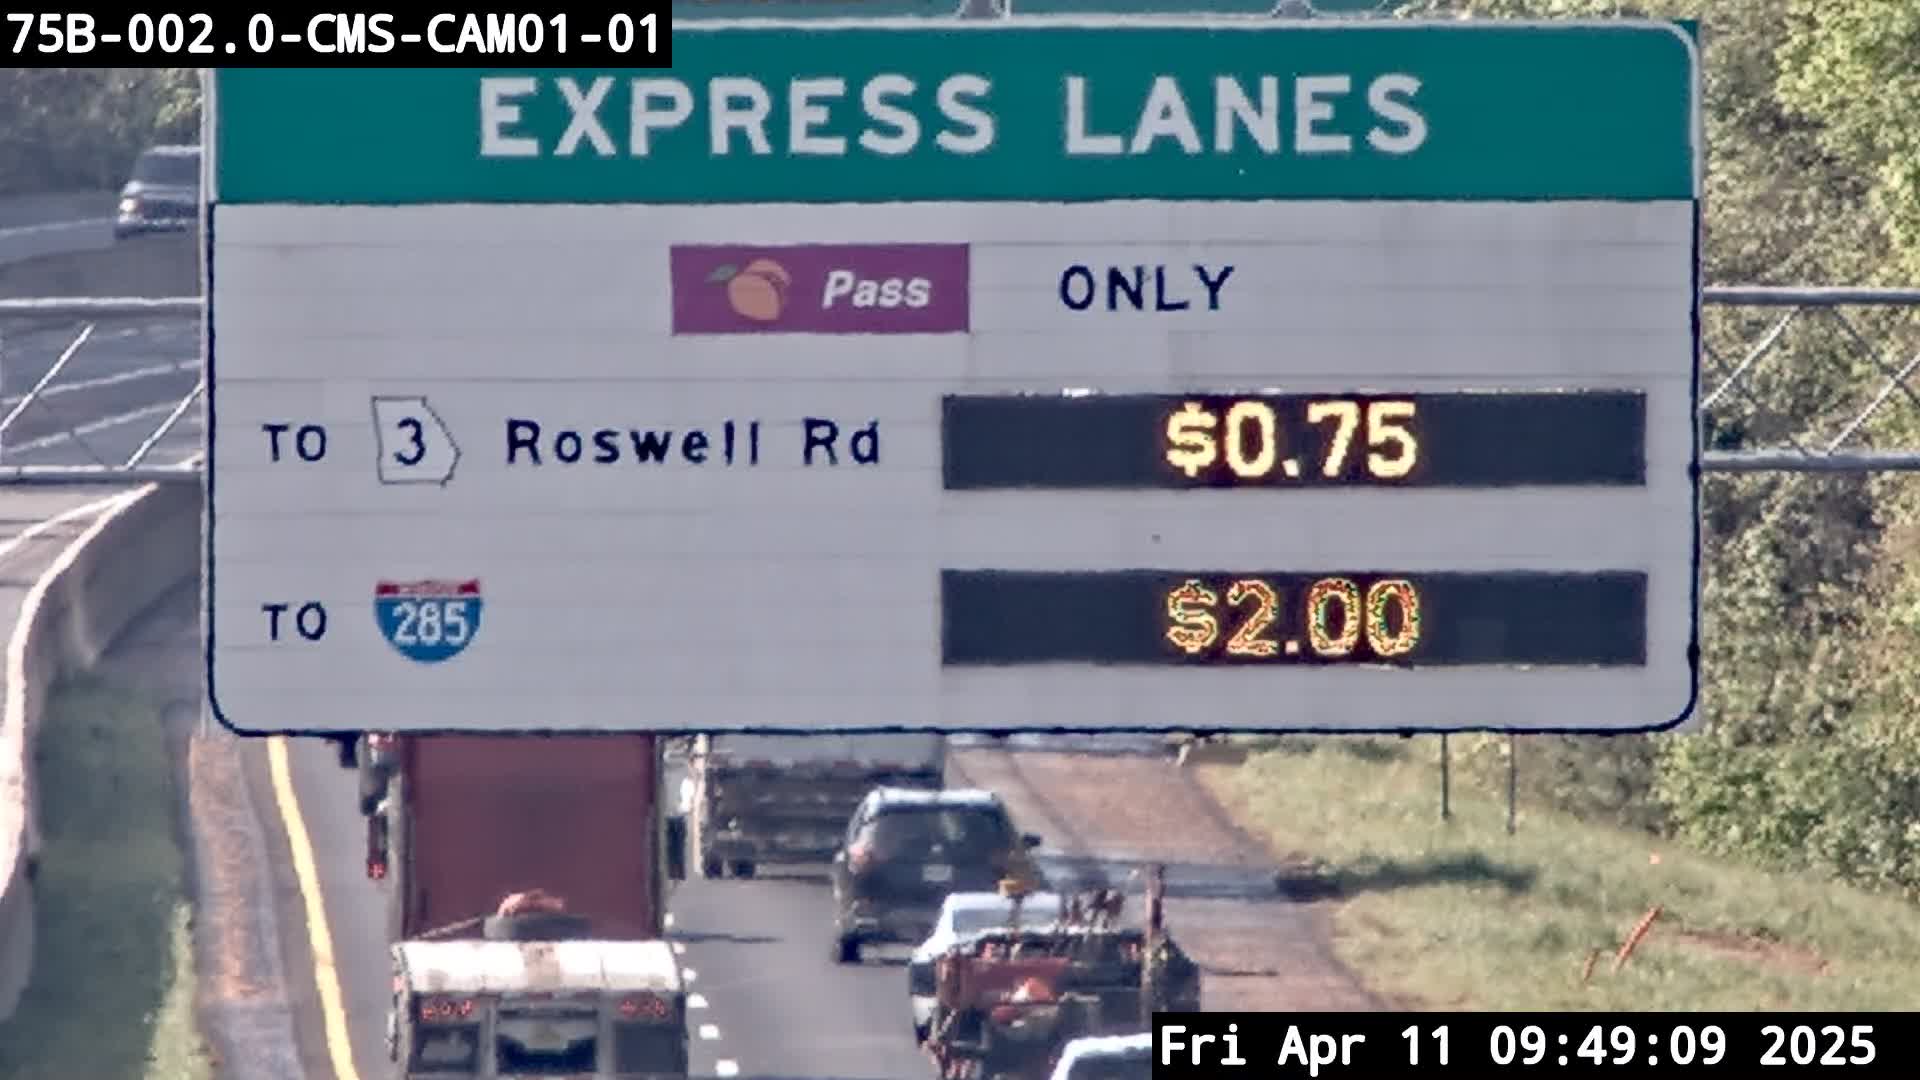 75B-002.0-CMS-CAM01-01
EXPRESS LANES
Pass ONLY
TO 3 Roswell Rd $0.75
TO 285 $2.00
Fri Apr 11 09:49:09 2025